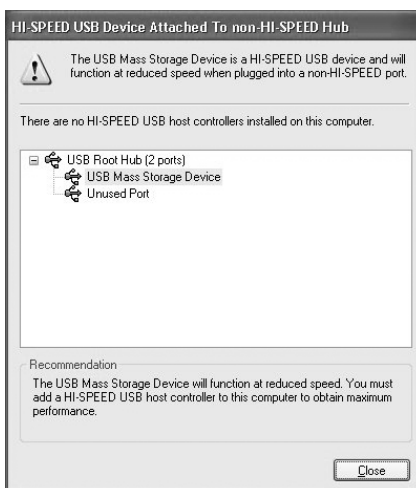 HI-SPEED USB Device Attached To non-HI-SPEED Hub
The USB Mass Storage Device is a HI-SPEED USB device and will
function at reduced speed when plugged into a non-HI-SPEED port.
There are no HI-SPEED USB host controllers installed on this computer.
USB Root Hub (2 ports)
USB Mass Storage Device
Unused Port
Recommendation
The USB Mass Storage Device will function at reduced speed. You must
add a HI-SPEED USB host controller to this computer to obtain maximum
performance.
Close